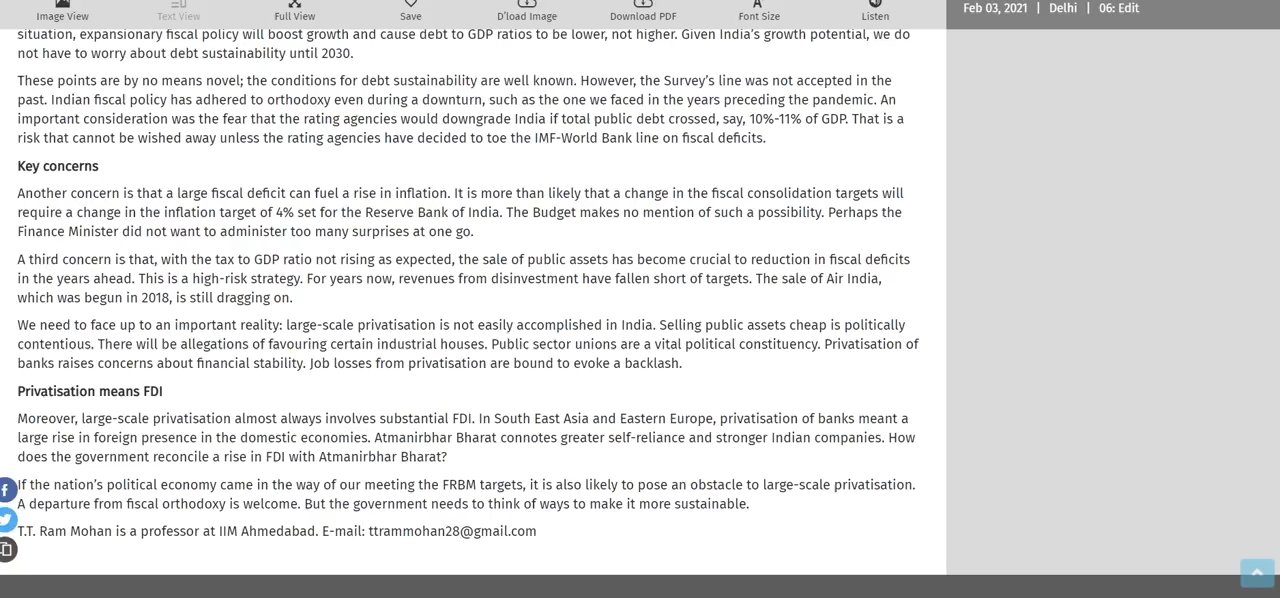 Image View
Text View
Full View
Save
D'load Image
Download PDF
Font Size
Listen
Feb 03, 2021 | Delhi | 06: Edit
situation, expansionary fiscal policy will boost growth and cause debt to GDP ratios to be lower, not higher. Given India's growth potential, we do
not have to worry about debt sustainability until 2030.
These points are by no means novel; the conditions for debt sustainability are well known. However, the Survey's line was not accepted in the
past. Indian fiscal policy has adhered to orthodoxy even during a downturn, such as the one we faced in the years preceding the pandemic. An
important consideration was the fear that the rating agencies would downgrade India if total public debt crossed, say, 10%-11% of GDP. That is a
risk that cannot be wished away unless the rating agencies have decided to toe the IMF-World Bank line on fiscal deficits.
Key concerns
Another concern is that a large fiscal deficit can fuel a rise in inflation. It is more than likely that a change in the fiscal consolidation targets will
require a change in the inflation target of 4% set for the Reserve Bank of India. The Budget makes no mention of such a possibility. Perhaps the
Finance Minister did not want to administer too many surprises at one go.
A third concern is that, with the tax to GDP ratio not rising as expected, the sale of public assets has become crucial to reduction in fiscal deficits
in the years ahead. This is a high-risk strategy. For years now, revenues from disinvestment have fallen short of targets. The sale of Air India,
which was begun in 2018, is still dragging on.
We need to face up to an important reality: large-scale privatisation is not easily accomplished in India. Selling public assets cheap is politically
contentious. There will be allegations of favouring certain industrial houses. Public sector unions are a vital political constituency. Privatisation of
banks raises concerns about financial stability. Job losses from privatisation are bound to evoke a backlash.
Privatisation means FDI
Moreover, large-scale privatisation almost always involves substantial FDI. In South East Asia and Eastern Europe, privatisation of banks meant a
large rise in foreign presence in the domestic economies. Atmanirbhar Bharat connotes greater self-reliance and stronger Indian companies. How
does the government reconcile a rise in FDI with Atmanirbhar Bharat?
If the nation's political economy came in the way of our meeting the FRBM targets, it is also likely to pose an obstacle to large-scale privatisation.
A departure from fiscal orthodoxy is welcome. But the government needs to think of ways to make it more sustainable.
T.T. Ram Mohan is a professor at IIM Ahmedabad. E-mail: ttrammohan28@gmail.com